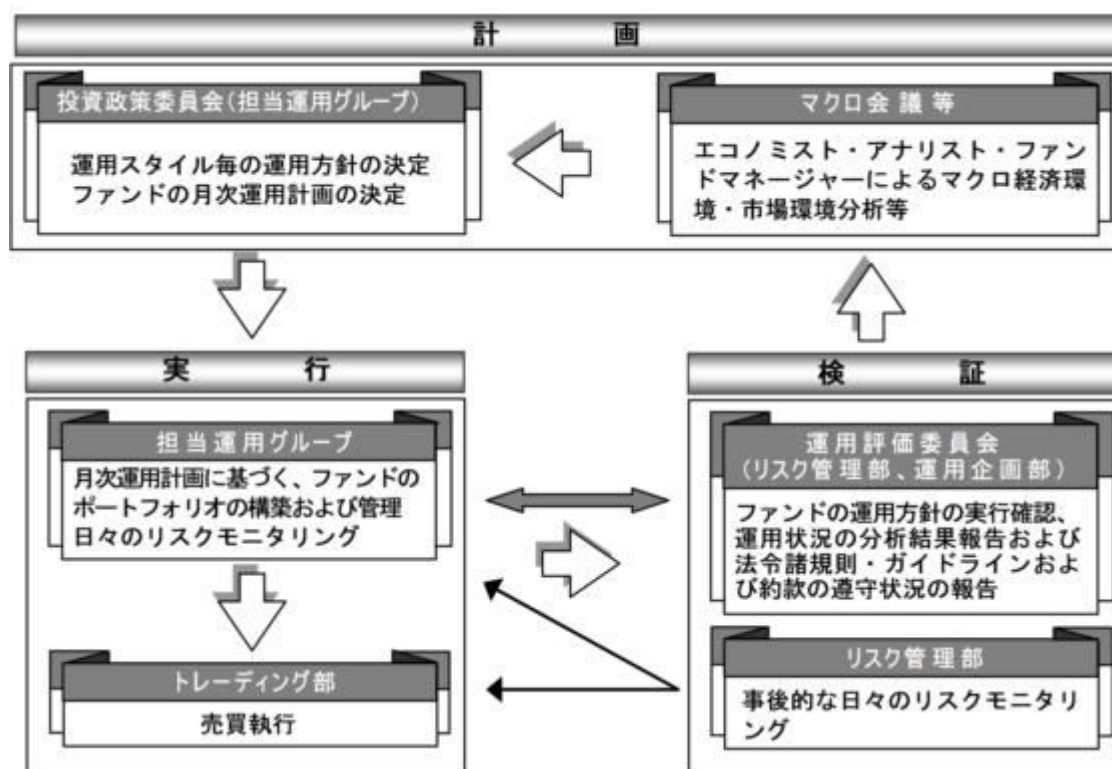 計画
投資政策委員会(担当運用グループ)
運用スタイル毎の運用方針の決定
ファンドの月次運用計画の決定
マクロ会議等
エコノミスト・アナリスト・ファン
ドマネージャーによるマクロ経済環
境・市場環境分析等
実行
担当運用グループ
月次運用計画に基づく、ファンドの
ポートフォリオの構築および管理
日々のリスクモニタリング
トレーディング部
売買執行
検証
運用評価委員会
(リスク管理部、運用企画部)
ファンドの運用方針の実行確認、
運用状況の分析結果報告および
法令諸規則・ガイドラインおよ
び約款の遵守状況の報告
リスク管理部
事後的な日々のリスクモニタリ
ング